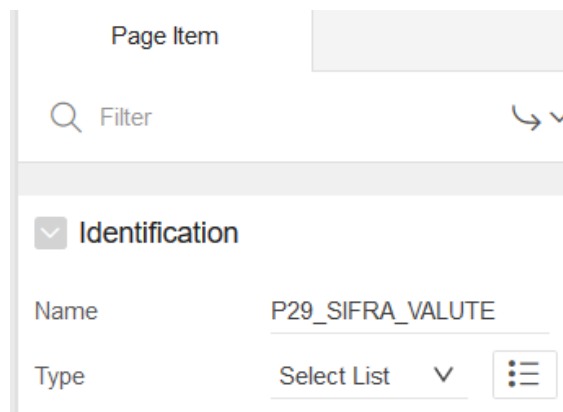 Page Item
Filter
Identification
Name P29_SIFRA_VALUTE
Type Select List